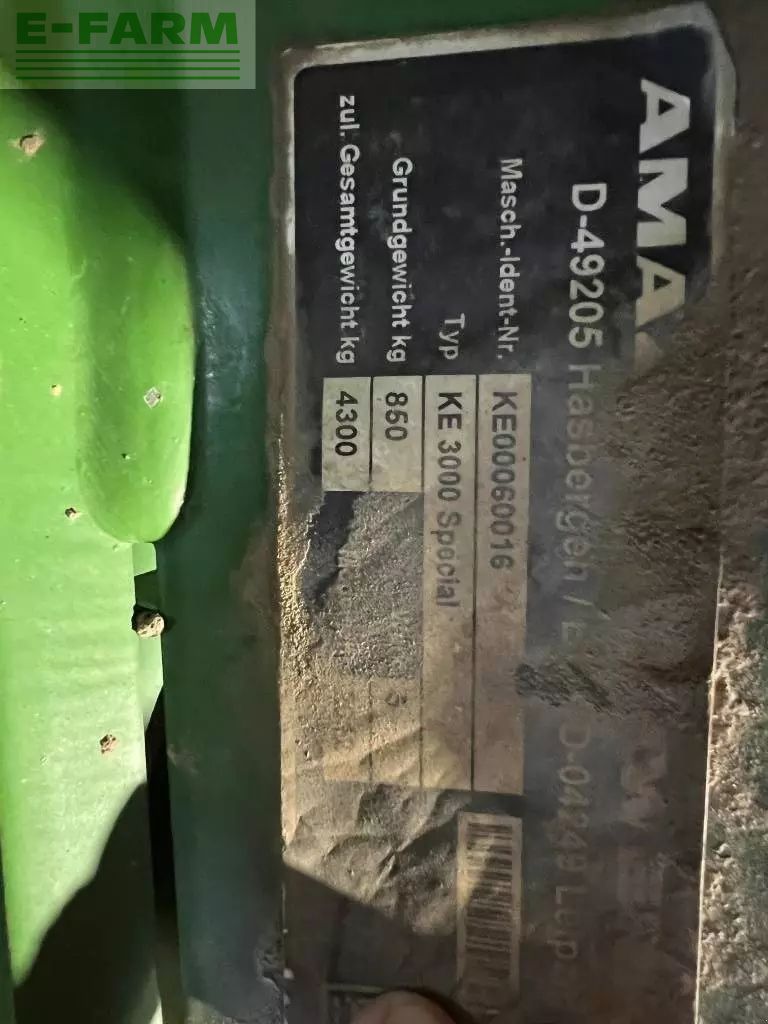 E-FARM
AMA
D-49205 Hasbergen / D-04249
Masch.-Ident-Nr. KE00060016
Typ KE 3000 Special
Grundgewicht kg 850
zul. Gesamtgewicht kg 4300